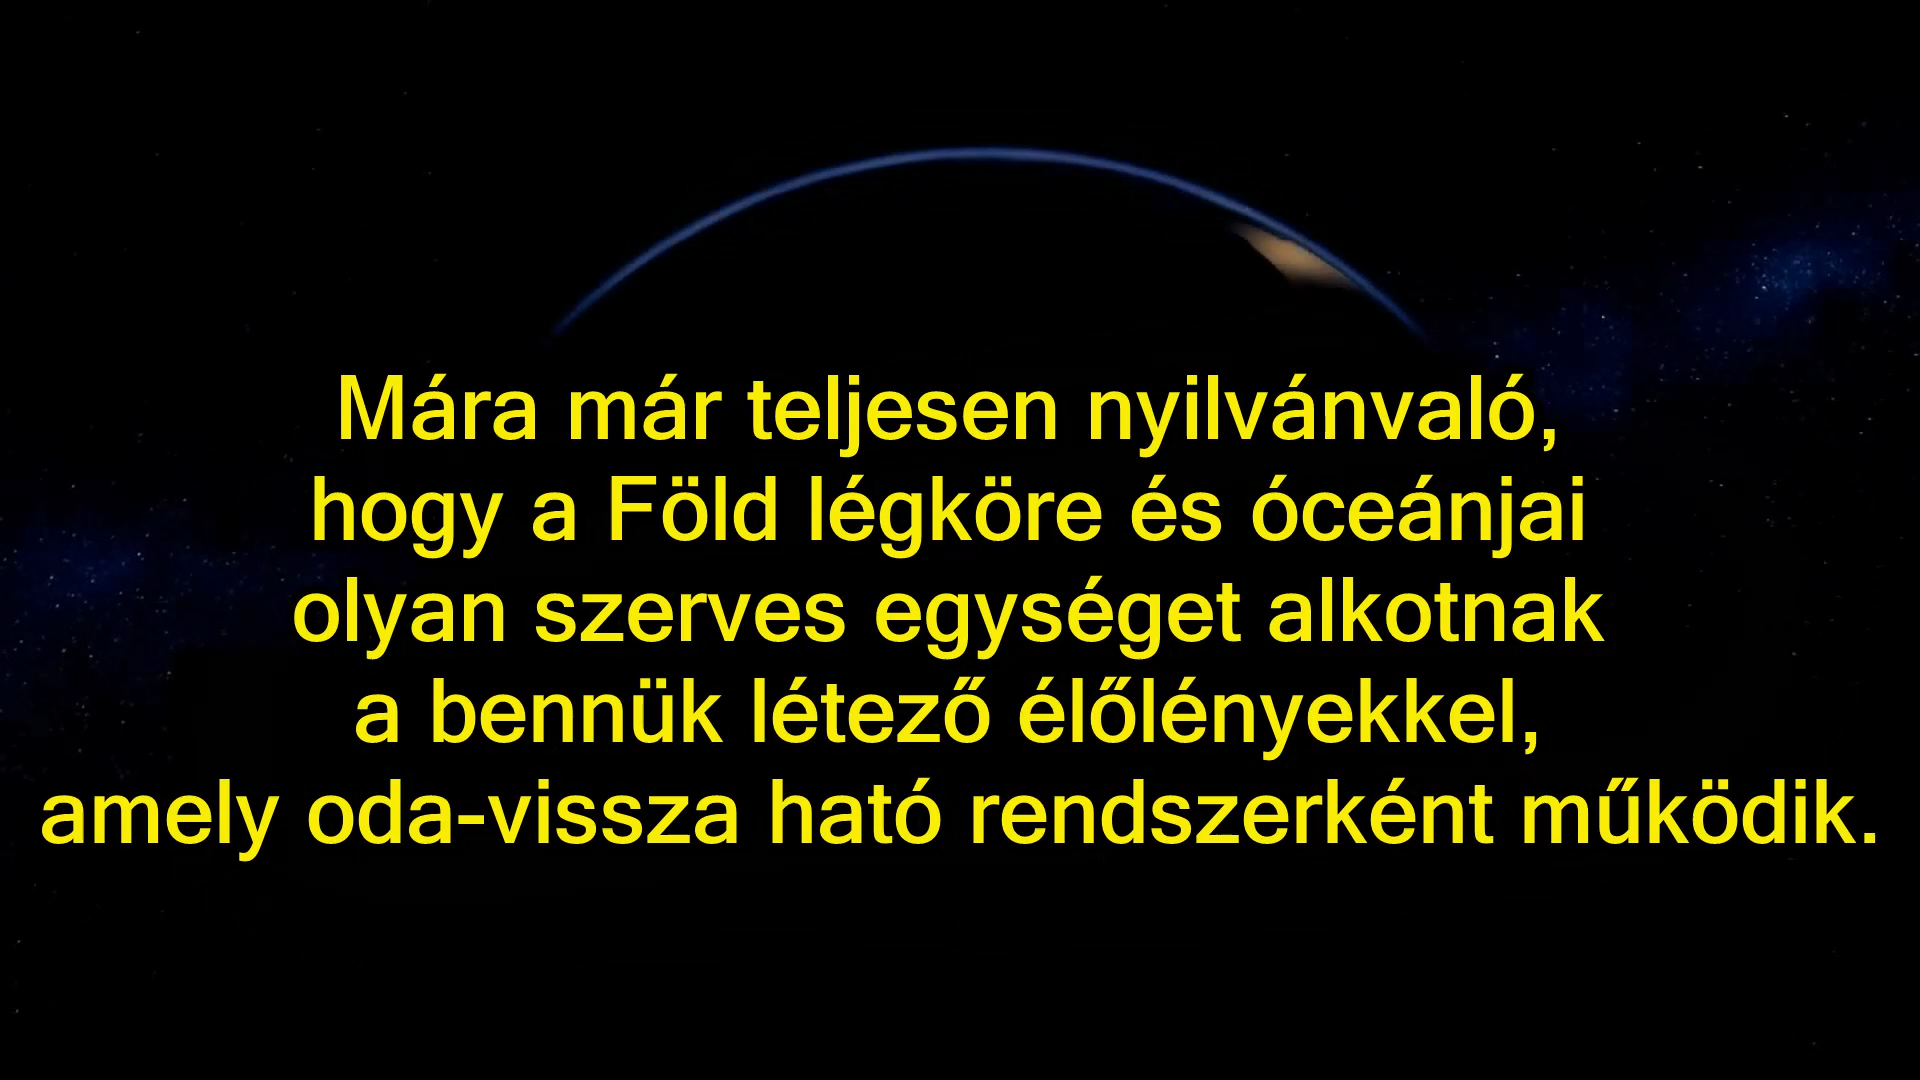 Mára már teljesen nyilvánvaló,
hogy a Föld légköre és óceánjai
olyan szerves egységet alkotnak
a bennük létező élőlényekkel,
amely oda-vissza ható rendszerként működik.